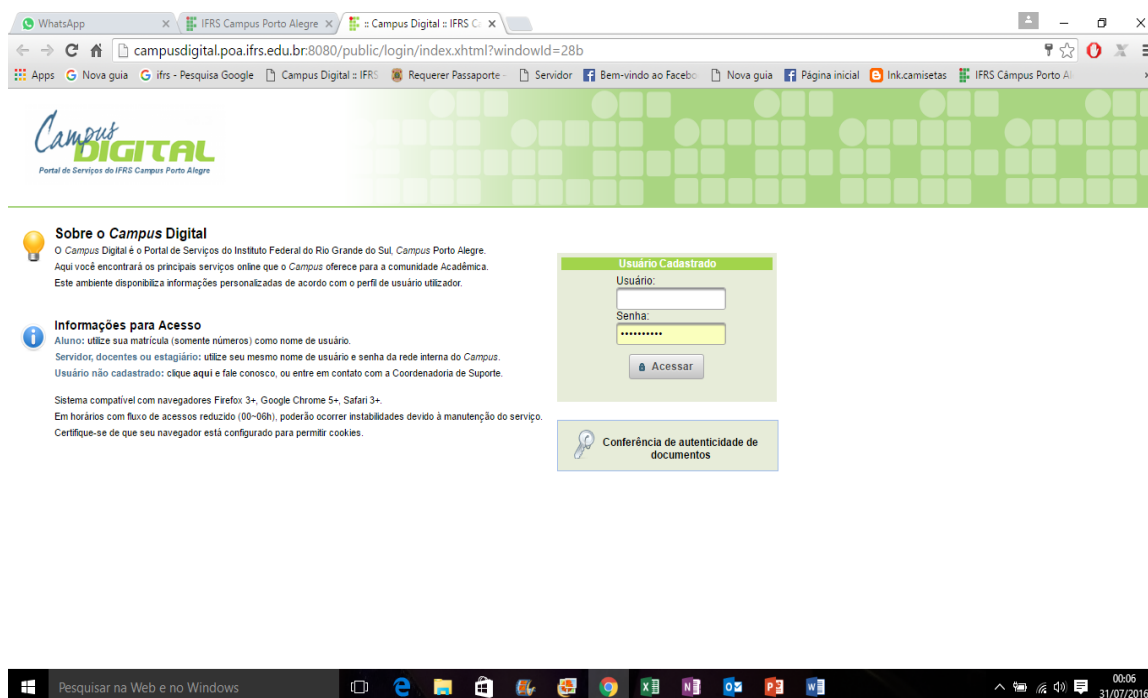 WhatsApp
IFRS Campus Porto Alegre
:: Campus Digital :: IFRS C
campusdigital.poa.ifrs.edu.br:8080/public/login/index.xhtml?windowId=28b
Apps
Nova guia
ifrs - Pesquisa Google
Campus Digital :: IFRS
Requerer Passaporte -
Servidor
Bem-vindo ao Facebo
Nova guia
Página inicial
Ink.camisetas
IFRS Câmpus Porto Al
Campus
DIGITAL
Portal de Serviços do IFRS Campus Porto Alegre
Sobre o Campus Digital
O Campus Digital é o Portal de Serviços do Instituto Federal do Rio Grande do Sul, Campus Porto Alegre.
Aqui você encontrará os principais serviços online que o Campus oferece para a comunidade Acadêmica.
Este ambiente disponibiliza informações personalizadas de acordo com o perfil de usuário utilizador.
Informações para Acesso
Aluno: utilize sua matrícula (somente números) como nome de usuário.
Servidor, docentes ou estagiário: utilize seu mesmo nome de usuário e senha da rede interna do Campus.
Usuário não cadastrado: clique aqui e fale conosco, ou entre em contato com a Coordenadoria de Suporte.
Sistema compatível com navegadores Firefox 3+, Google Chrome 5+, Safari 3+.
Em horários com fluxo de acessos reduzido (00~06h), poderão ocorrer instabilidades devido à manutenção do serviço.
Certifique-se de que seu navegador está configurado para permitir cookies.
Usuário Cadastrado
Usuário:
Senha:
••••••••••
Acessar
Conferência de autenticidade de
documentos
Pesquisar na Web e no Windows
00:06
31/07/2016